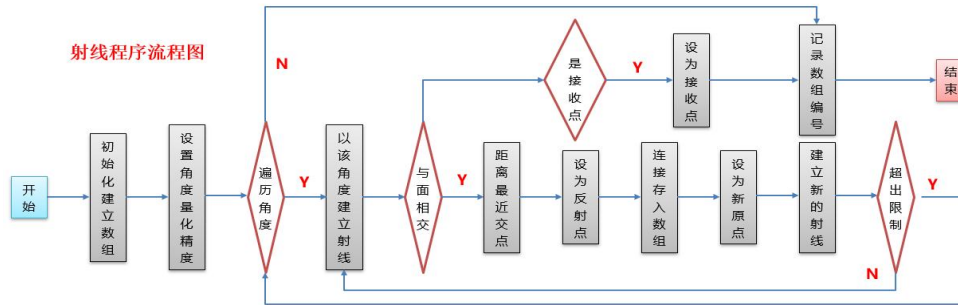 射线程序流程图
N
是接收点
Y
设为接收点
记录数组编号
结束
开始
初始化建立数组
设置角度量化精度
遍历角度
Y
以该角度建立射线
与面相交
Y
距离最近交点
设为反射点
连接存入数组
设为新原点
建立新的射线
超出限制
Y
N